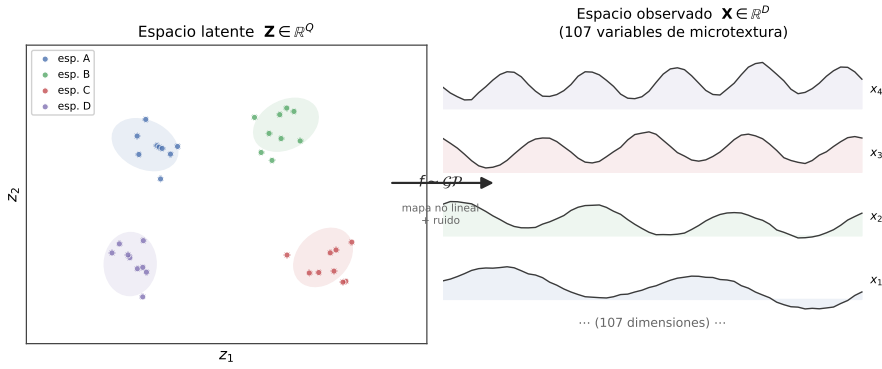 Espacio latente Z ∈ ℝ^Q
esp. A
esp. B
esp. C
esp. D
z₂
z₁
f ~ 𝒢𝒫
mapa no lineal
+ ruido
Espacio observado X ∈ ℝ^D
(107 variables de microtextura)
x₄
x₃
x₂
x₁
⋯ (107 dimensiones) ⋯